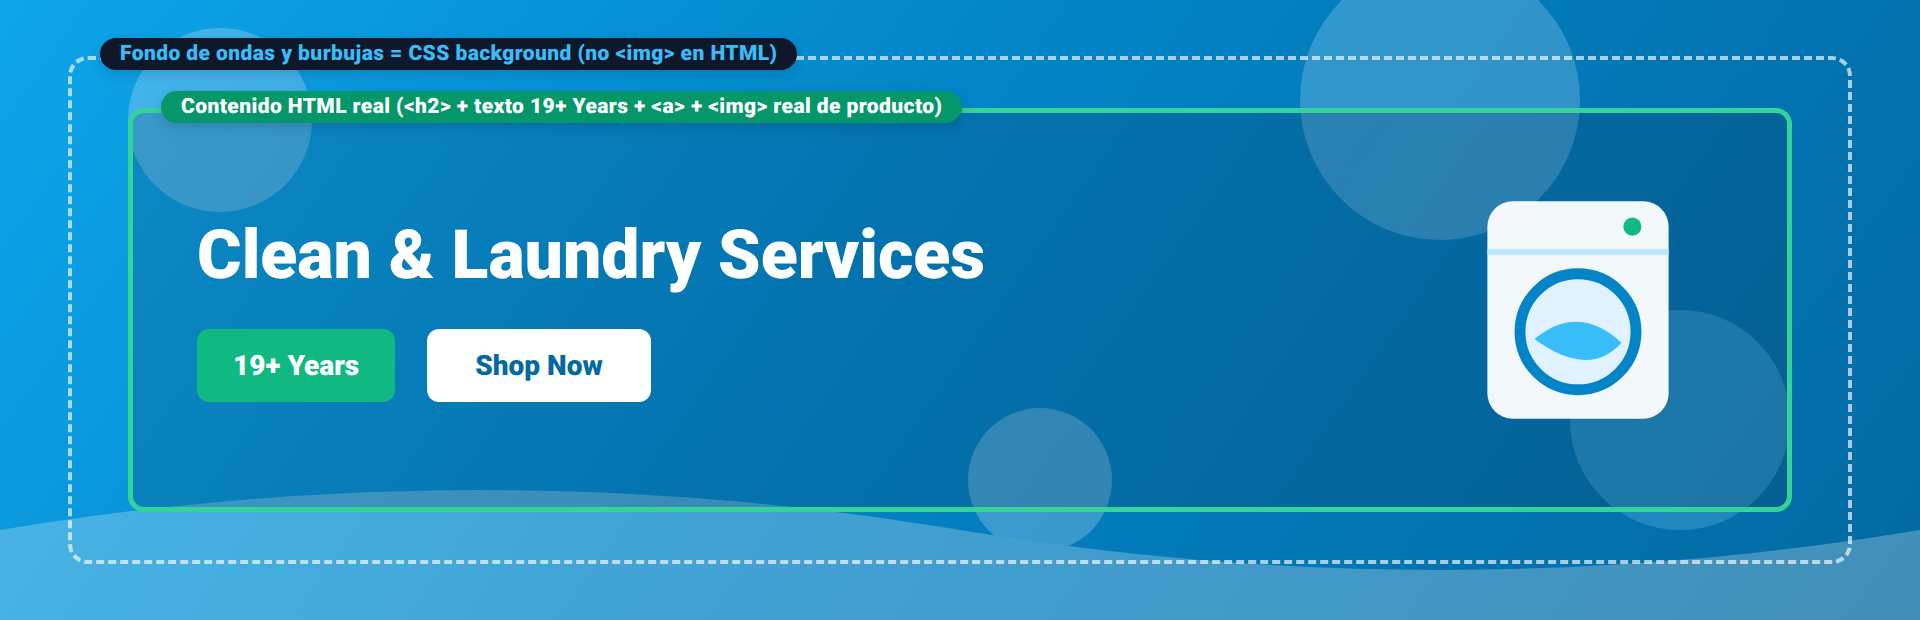 Fondo de ondas y burbujas = CSS background (no <img> en HTML)
Contenido HTML real (<h2> + texto 19+ Years + <a> + <img> real de producto)
Clean & Laundry Services
19+ Years
Shop Now